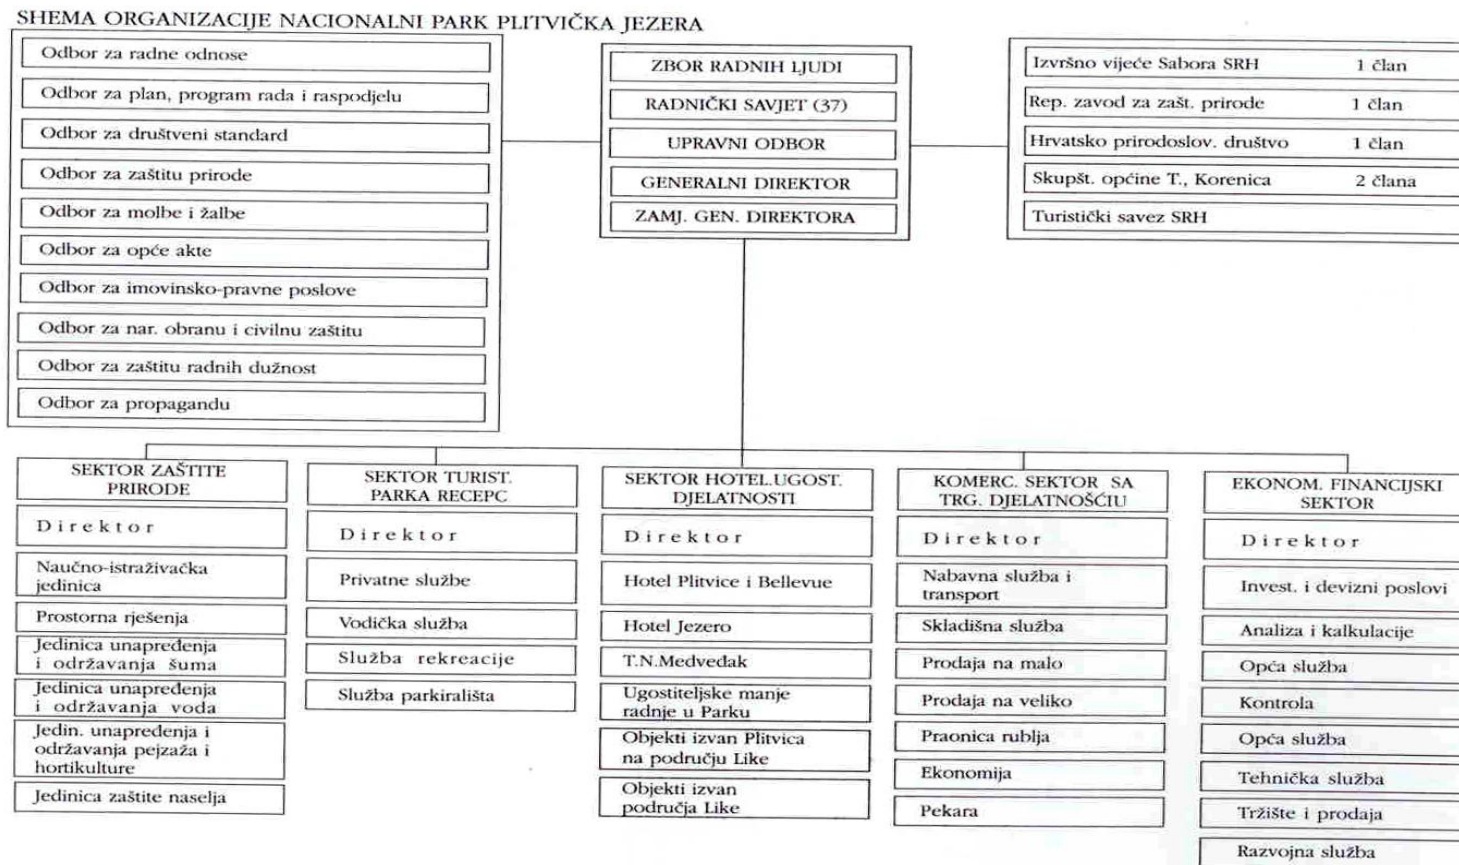 SHEMA ORGANIZACIJE NACIONALNI PARK PLITVIČKA JEZERA
Odbor za radne odnose
Odbor za plan, program rada i raspodjelu
Odbor za društveni standard
Odbor za zaštitu prirode
Odbor za molbe i žalbe
Odbor za opće akte
Odbor za imovinsko-pravne poslove
Odbor za nar. obranu i civilnu zaštitu
Odbor za zaštitu radnih dužnost
Odbor za propagandu
ZBOR RADNIH LJUDI
RADNIČKI SAVJET (37)
UPRAVNI ODBOR
GENERALNI DIREKTOR
ZAMJ. GEN. DIREKTORA
Izvršno vijeće Sabora SRH 1 član
Rep. zavod za zašt. prirode 1 član
Hrvatsko prirodoslov. društvo 1 član
Skupšt. općine T., Korenica 2 člana
Turistički savez SRH
SEKTOR ZAŠTITE
PRIRODE
Direktor
Naučno-istraživačka
jedinica
Prostorna rješenja
Jedinica unapređenja
i održavanja šuma
Jedinica unapređenja
i održavanja voda
Jedin. unapređenja i
održavanja pejzaža i
hortikulture
Jedinica zaštite naselja
SEKTOR TURIST.
PARKA RECEPC
Direktor
Privatne službe
Vodička služba
Služba rekreacije
Služba parkirališta
SEKTOR HOTEL.UGOST.
DJELATNOSTI
Direktor
Hotel Plitvice i Bellevue
Hotel Jezero
T.N.Medveđak
Ugostiteljske manje
radnje u Parku
Objekti izvan Plitvica
na području Like
Objekti izvan
područja Like
KOMERC. SEKTOR SA
TRG. DJELATNOŠĆIU
Direktor
Nabavna služba i
transport
Skladišna služba
Prodaja na malo
Prodaja na veliko
Praonica rublja
Ekonomija
Pekara
EKONOM. FINANCIJSKI
SEKTOR
Direktor
Invest. i devizni poslovi
Analiza i kalkulacije
Opća služba
Kontrola
Opća služba
Tehnička služba
Tržište i prodaja
Razvojna služba